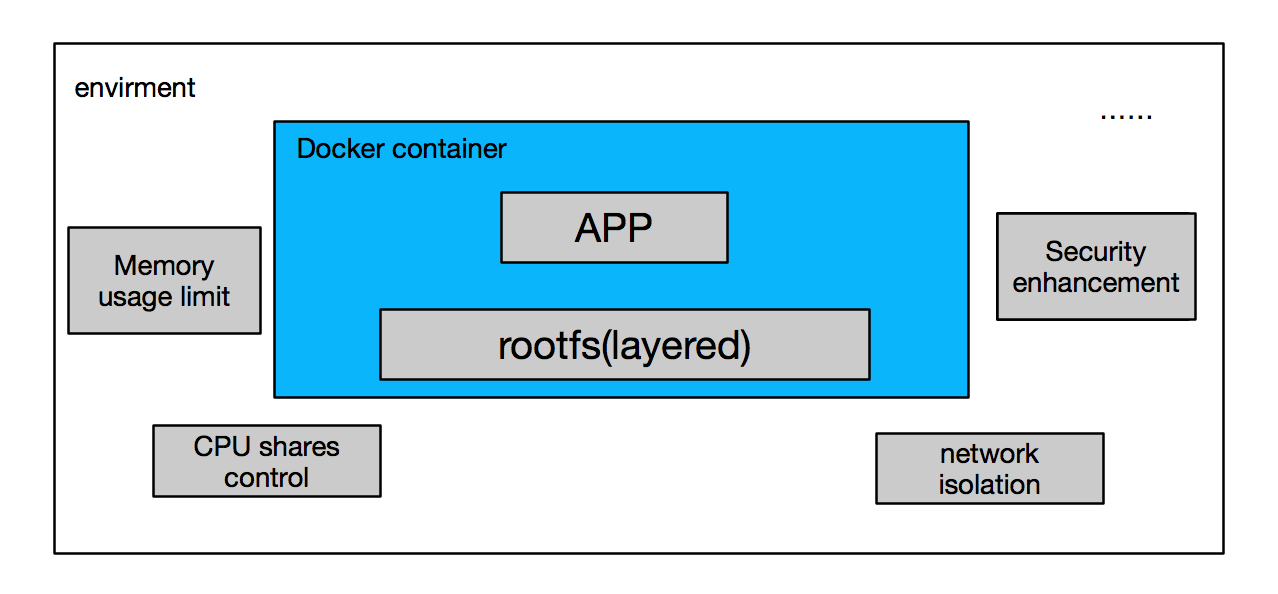 envirment
......
Docker container
APP
rootfs(layered)
Memory
usage limit
Security
enhancement
CPU shares
control
network
isolation